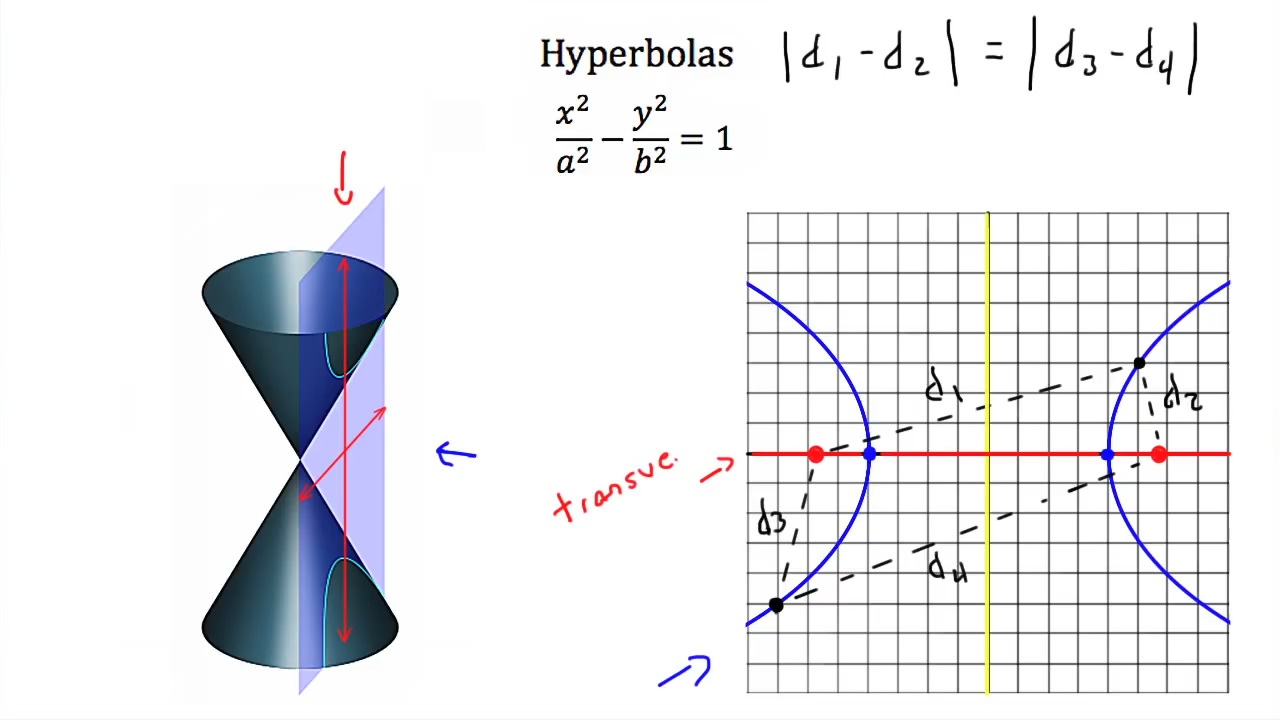 Hyperbolas |d₁ - d₂| = |d₃ - d₄|
x²/a² − y²/b² = 1
d₁
d₂
transve.
d₃
d₄